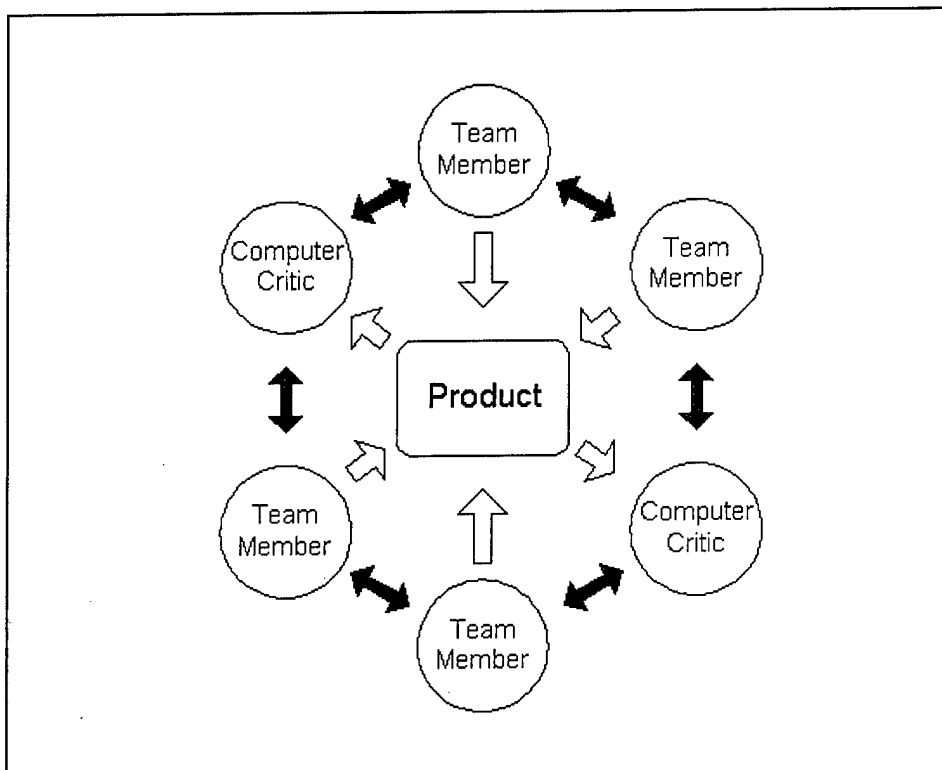 Team
Member
Team
Member
Computer
Critic
Product
Team
Member
Computer
Critic
Team
Member